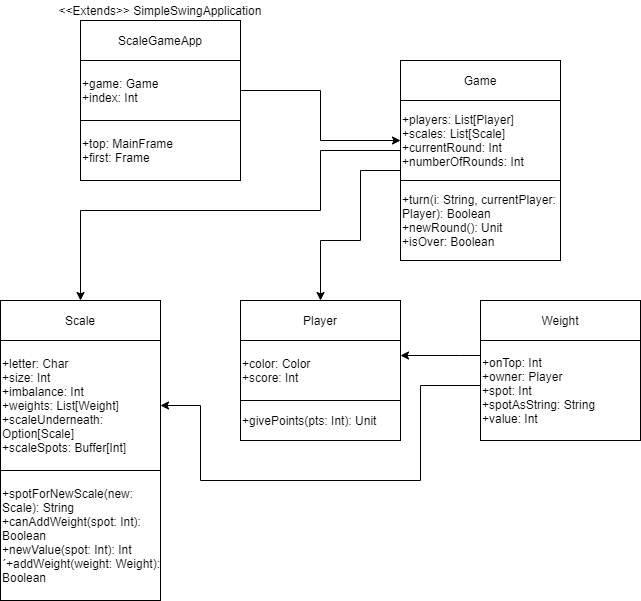 <<Extends>> SimpleSwingApplication
ScaleGameApp
+game: Game
+index: Int
+top: MainFrame
+first: Frame
Game
+players: List[Player]
+scales: List[Scale]
+currentRound: Int
+numberOfRounds: Int
+turn(i: String, currentPlayer:
Player): Boolean
+newRound(): Unit
+isOver: Boolean
Scale
+letter: Char
+size: Int
+imbalance: Int
+weights: List[Weight]
+scaleUnderneath:
Option[Scale]
+scaleSpots: Buffer[Int]
+spotForNewScale(new:
Scale): String
+canAddWeight(spot: Int):
Boolean
+newValue(spot: Int): Int
´+addWeight(weight: Weight):
Boolean
Player
+color: Color
+score: Int
+givePoints(pts: Int): Unit
Weight
+onTop: Int
+owner: Player
+spot: Int
+spotAsString: String
+value: Int